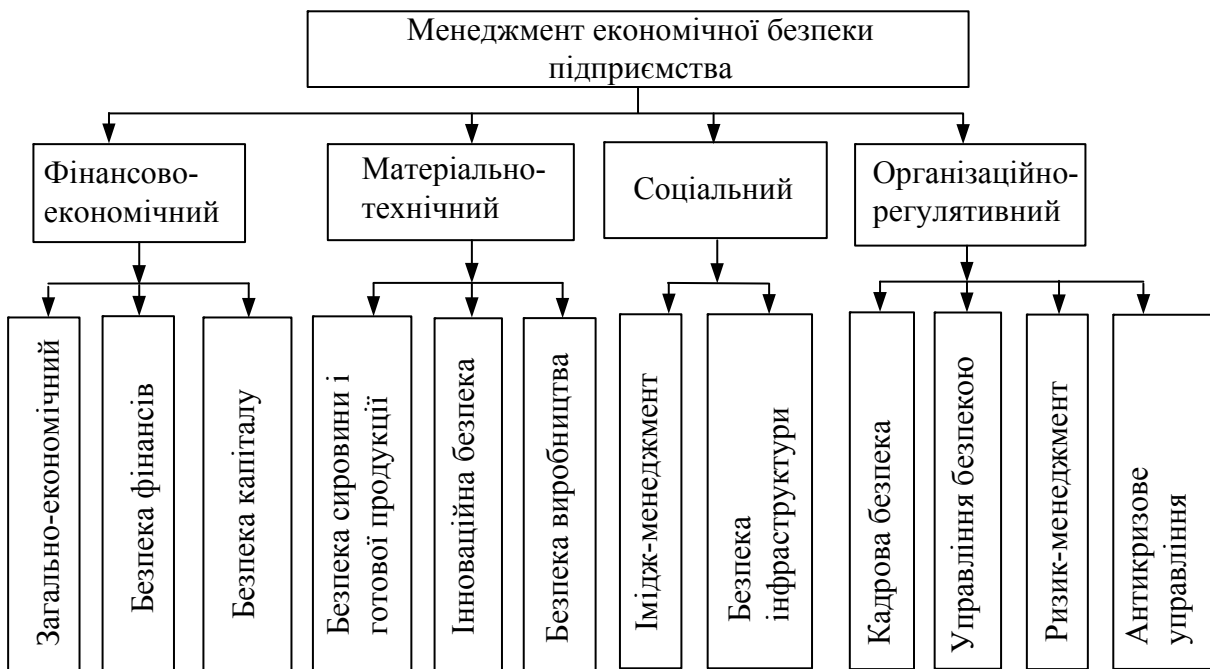 Менеджмент економічної безпеки
підприємства
Фінансово-
економічний
Матеріально-
технічний
Соціальний
Організаційно-
регулятивний
Загально-економічний
Безпека фінансів
Безпека капіталу
Безпека сировини і
готової продукції
Інноваційна безпека
Безпека виробництва
Імідж-менеджмент
Безпека
інфраструктури
Кадрова безпека
Управління безпекою
Ризик-менеджмент
Антикризове
управління